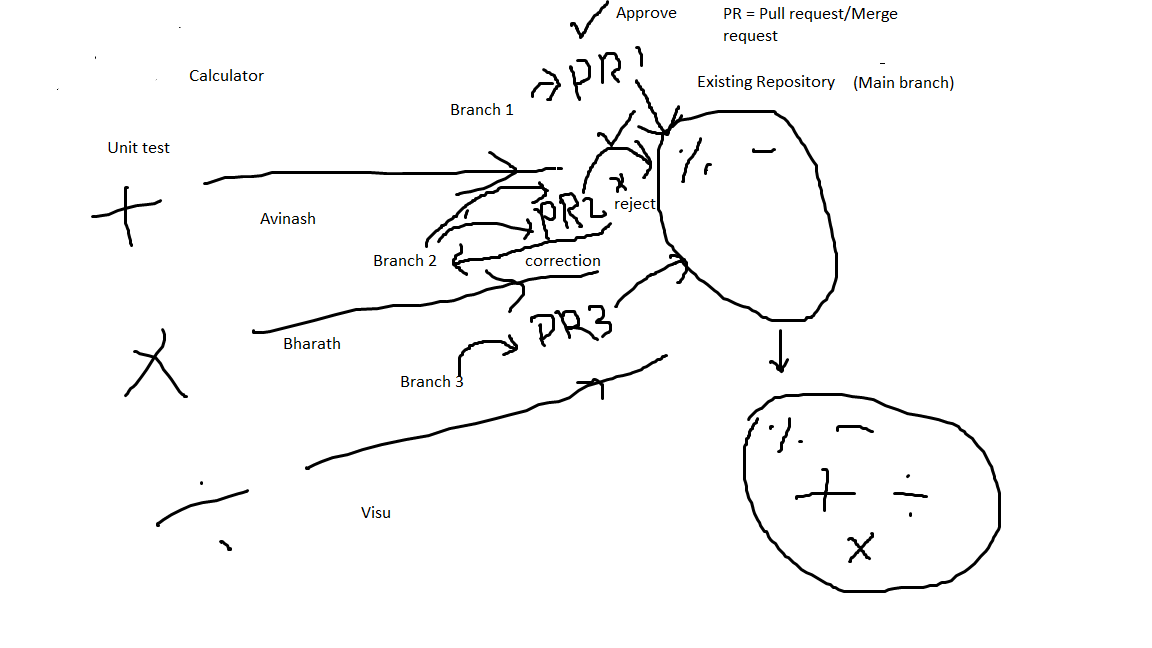 Approve
PR = Pull request/Merge
request
Calculator
PR1
Existing Repository (Main branch)
Branch 1
Unit test
% -
+
Avinash
PR2
x
reject
Branch 2
correction
PR3
Bharath
X
Branch 3
% -
+ ÷
x
÷
Visu